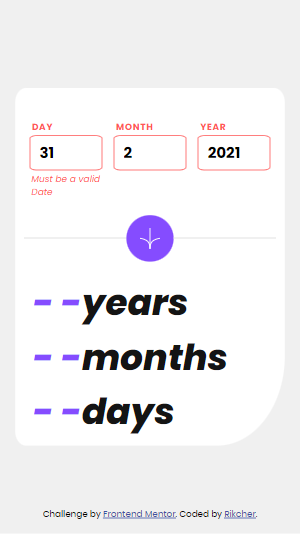 DAY MONTH YEAR
31 2 2021
Must be a valid
Date
- - years
- - months
- - days
Challenge by Frontend Mentor. Coded by Rikcher.